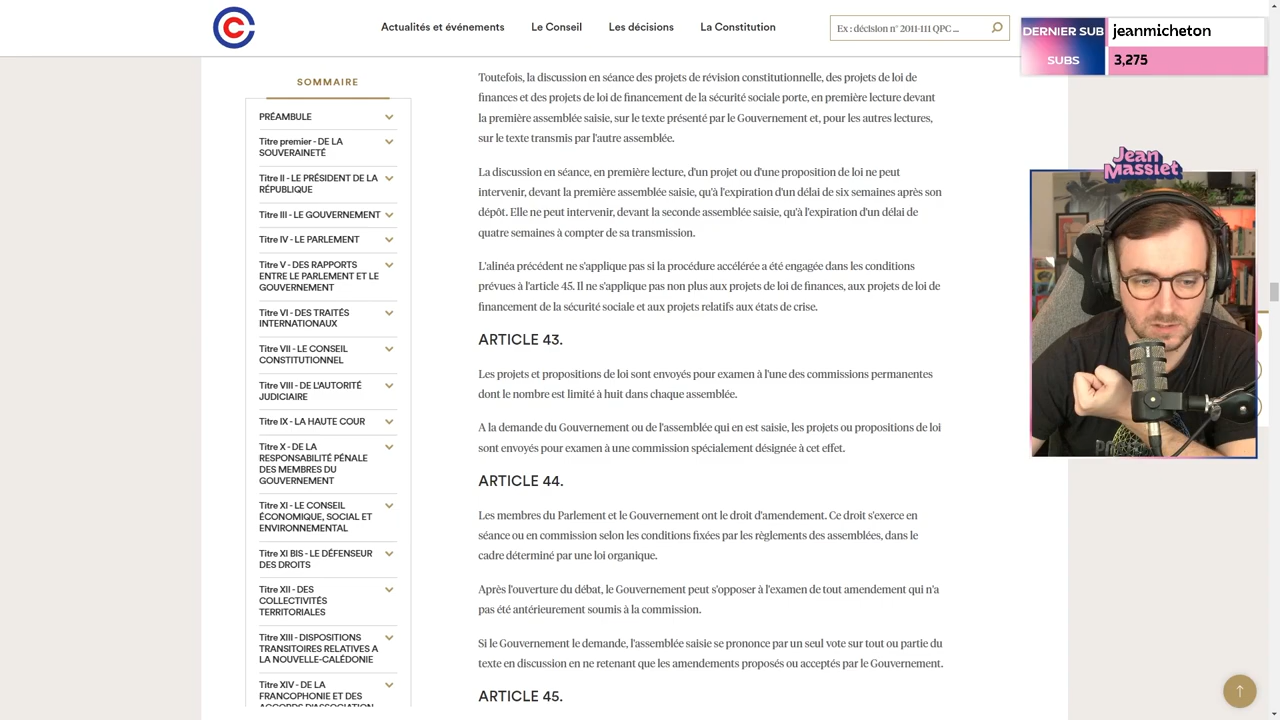 Actualités et événements
Le Conseil
Les décisions
La Constitution
Ex : décision n° 2011-111 QPC ...
DERNIER SUB
jeanmicheton
SUBS
3,275
SOMMAIRE
PRÉAMBULE
Titre premier - DE LA
SOUVERAINETÉ
Titre II - LE PRÉSIDENT DE LA
RÉPUBLIQUE
Titre III - LE GOUVERNEMENT
Titre IV - LE PARLEMENT
Titre V - DES RAPPORTS
ENTRE LE PARLEMENT ET LE
GOUVERNEMENT
Titre VI - DES TRAITÉS
INTERNATIONAUX
Titre VII - LE CONSEIL
CONSTITUTIONNEL
Titre VIII - DE L'AUTORITÉ
JUDICIAIRE
Titre IX - LA HAUTE COUR
Titre X - DE LA
RESPONSABILITÉ PÉNALE
DES MEMBRES DU
GOUVERNEMENT
Titre XI - LE CONSEIL
ÉCONOMIQUE, SOCIAL ET
ENVIRONNEMENTAL
Titre XI BIS - LE DÉFENSEUR
DES DROITS
Titre XII - DES
COLLECTIVITÉS
TERRITORIALES
Titre XIII - DISPOSITIONS
TRANSITOIRES RELATIVES A
LA NOUVELLE-CALÉDONIE
Titre XIV - DE LA
FRANCOPHONIE ET DES
ACCORDS D'ASSOCIATION
Toutefois, la discussion en séance des projets de révision constitutionnelle, des projets de loi de
finances et des projets de loi de financement de la sécurité sociale porte, en première lecture devant
la première assemblée saisie, sur le texte présenté par le Gouvernement et, pour les autres lectures,
sur le texte transmis par l'autre assemblée.
La discussion en séance, en première lecture, d'un projet ou d'une proposition de loi ne peut
intervenir, devant la première assemblée saisie, qu'à l'expiration d'un délai de six semaines après son
dépôt. Elle ne peut intervenir, devant la seconde assemblée saisie, qu'à l'expiration d'un délai de
quatre semaines à compter de sa transmission.
L'alinéa précédent ne s'applique pas si la procédure accélérée a été engagée dans les conditions
prévues à l'article 45. Il ne s'applique pas non plus aux projets de loi de finances, aux projets de loi de
financement de la sécurité sociale et aux projets relatifs aux états de crise.
ARTICLE 43.
Les projets et propositions de loi sont envoyés pour examen à l'une des commissions permanentes
dont le nombre est limité à huit dans chaque assemblée.
A la demande du Gouvernement ou de l'assemblée qui en est saisie, les projets ou propositions de loi
sont envoyés pour examen à une commission spécialement désignée à cet effet.
ARTICLE 44.
Les membres du Parlement et le Gouvernement ont le droit d'amendement. Ce droit s'exerce en
séance ou en commission selon les conditions fixées par les règlements des assemblées, dans le
cadre déterminé par une loi organique.
Après l'ouverture du débat, le Gouvernement peut s'opposer à l'examen de tout amendement qui n'a
pas été antérieurement soumis à la commission.
Si le Gouvernement le demande, l'assemblée saisie se prononce par un seul vote sur tout ou partie du
texte en discussion en ne retenant que les amendements proposés ou acceptés par le Gouvernement.
ARTICLE 45.
Jean
Massiet